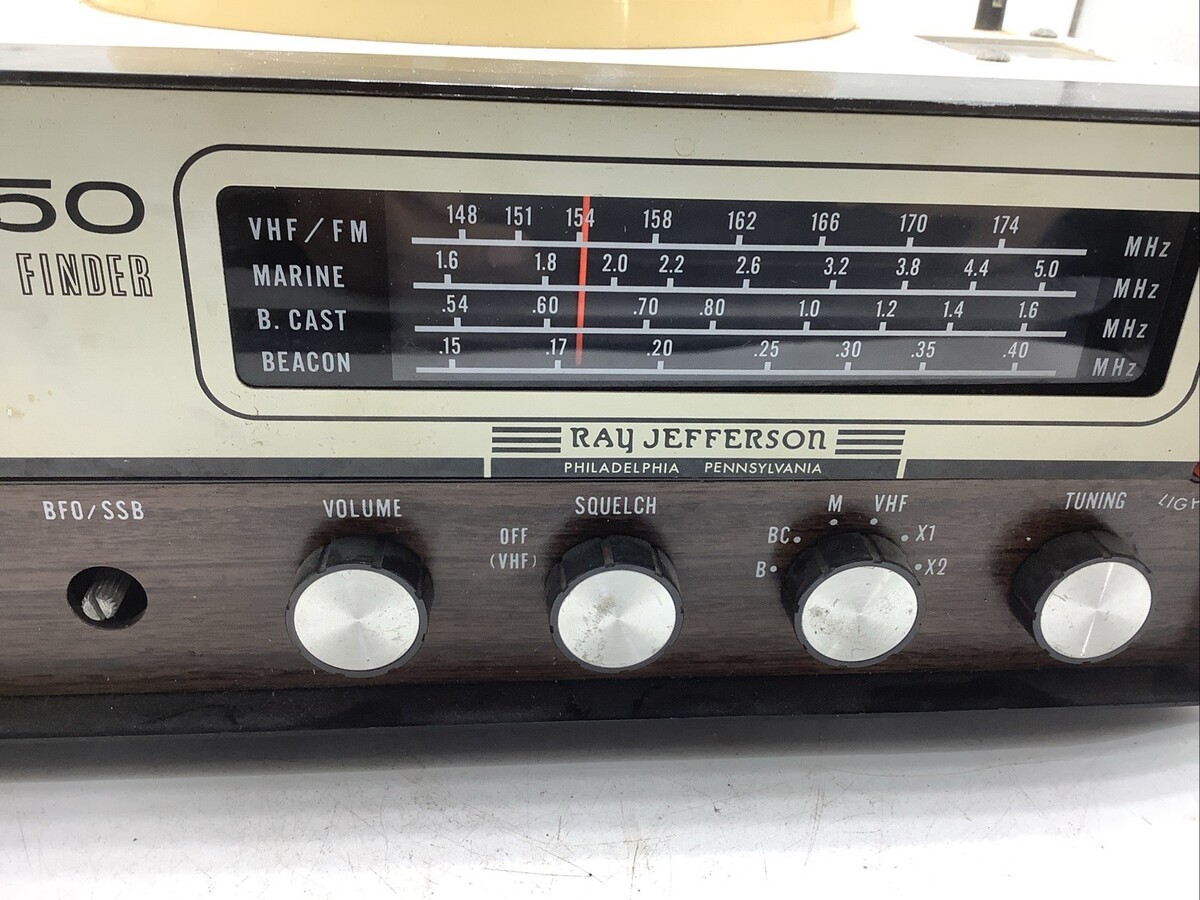 50
FINDER
VHF/FM 148 151 154 158 162 166 170 174 MHz
MARINE 1.6 1.8 2.0 2.2 2.6 3.2 3.8 4.4 5.0 MHz
B. CAST .54 .60 .70 .80 1.0 1.2 1.4 1.6 MHz
BEACON .15 .17 .20 .25 .30 .35 .40 MHz
RAY JEFFERSON
PHILADELPHIA PENNSYLVANIA
BFO/SSB VOLUME SQUELCH M VHF TUNING LIGH
OFF BC X1
(VHF) B X2